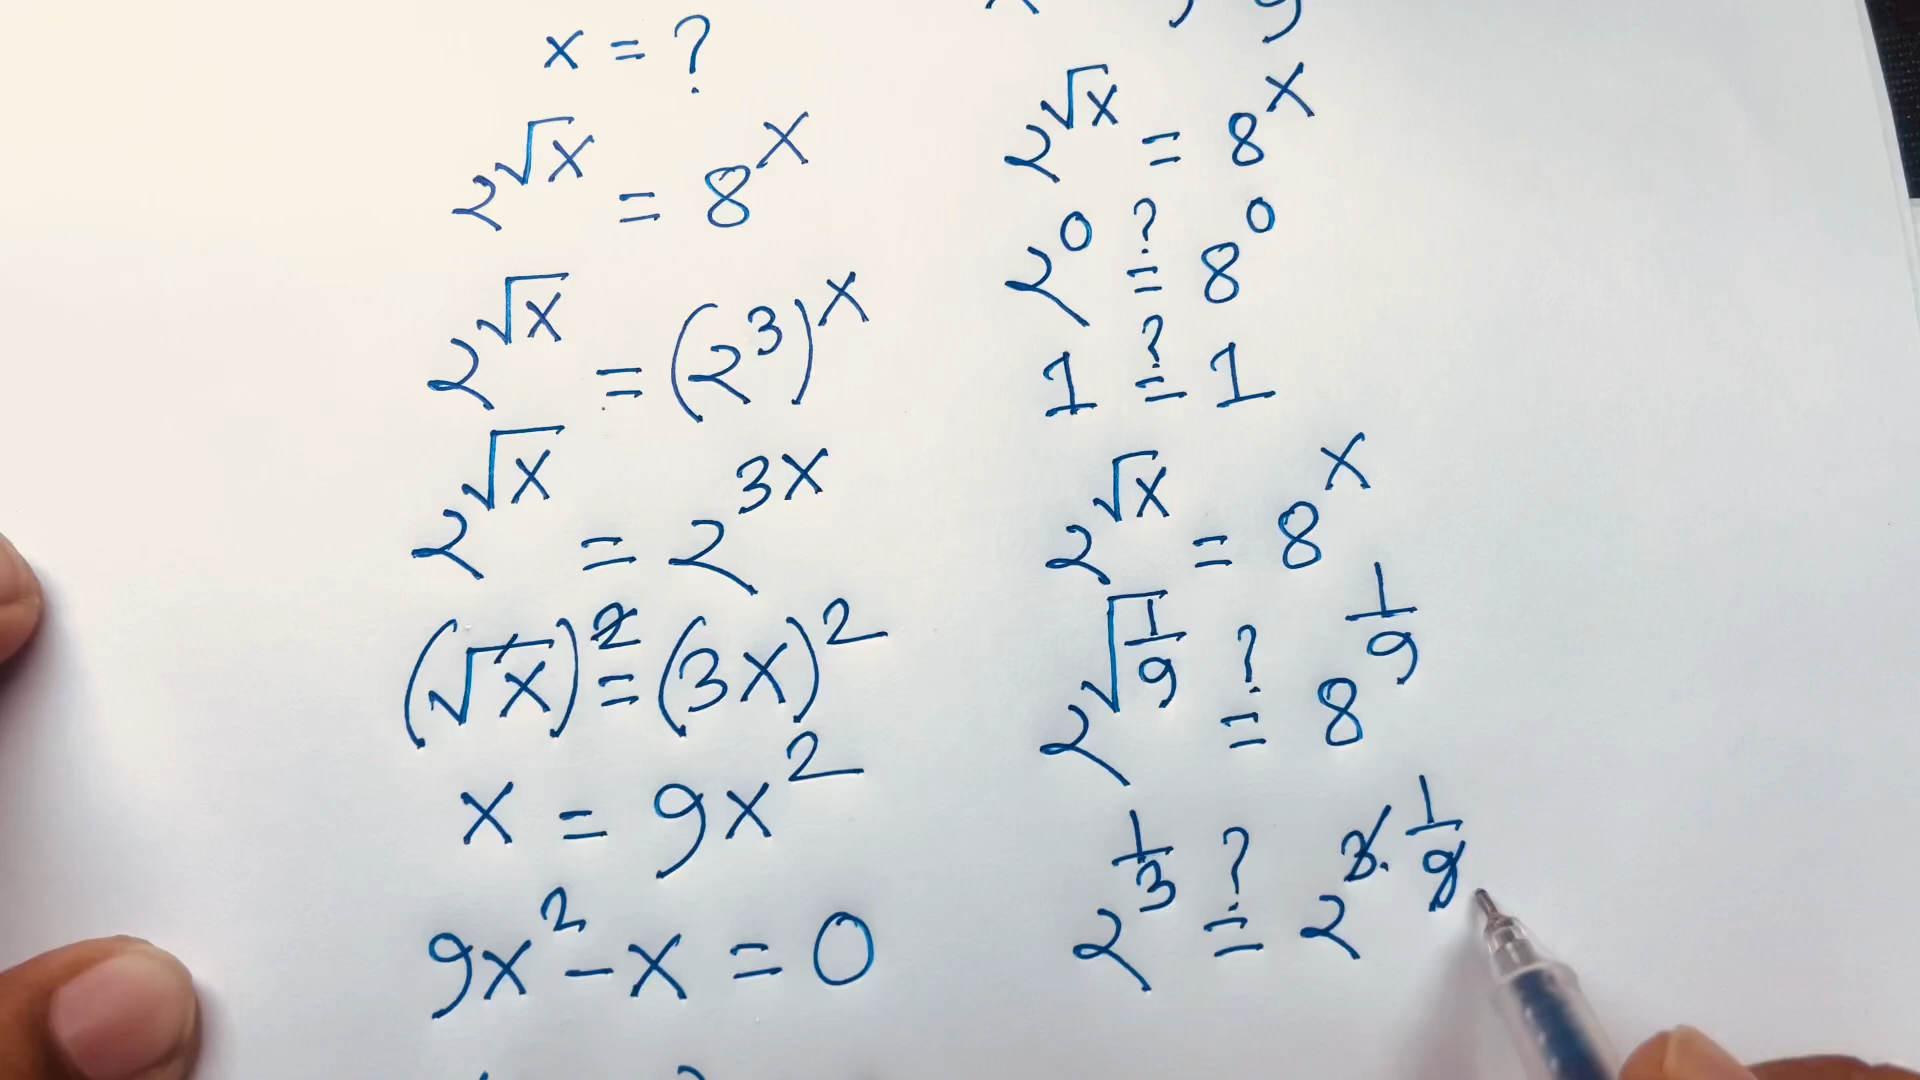 x = ?
2^√x = 8^x
2^√x = (2^3)^x
2^√x = 2^3x
(√x)^2 = (3x)^2
x = 9x^2
9x^2 - x = 0
2^√x = 8^x
2^0 ?= 8^0
1 ?= 1
2^√x = 8^x
2^√(1/9) ?= 8^(1/9)
2^(1/3) ?= 2^(3·1/9)